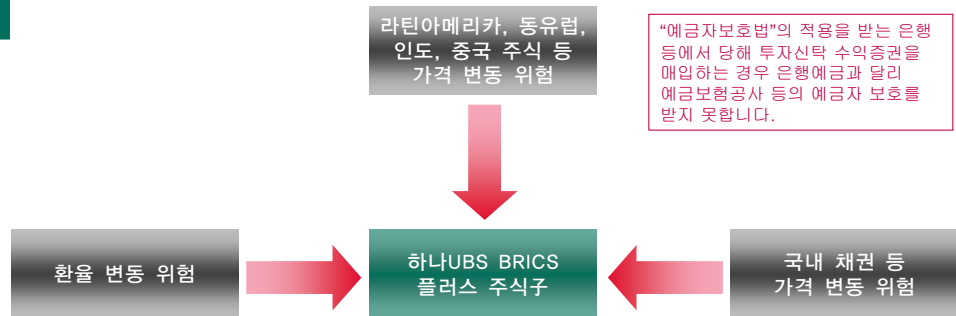 라틴아메리카, 동유럽,
인도, 중국 주식 등
가격 변동 위험
“예금자보호법”의 적용을 받는 은행
등에서 당해 투자신탁 수익증권을
매입하는 경우 은행예금과 달리
예금보험공사 등의 예금자 보호를
받지 못합니다.
환율 변동 위험
하나UBS BRICS
플러스 주식子
국내 채권 등
가격 변동 위험